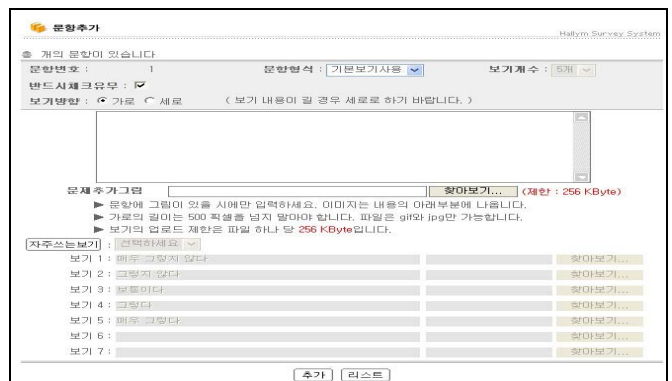 문항추가
Hallym Survey System
개의 문항이 있습니다
문항번호 : 1 문항형식 : 기본보기사용 보기개수 : 5개
반드시체크유무 :
보기방향 : 가로 세로 ( 보기 내용이 길 경우 세로로 하기 바랍니다. )
문제추가그림 찾아보기... (제한 : 256 KByte)
▶ 문항에 그림이 있을 시에만 입력하세요. 이미지는 내용의 아래부분에 나옵니다.
▶ 가로의 길이는 500 픽셀을 넘지 말아야 합니다. 파일은 gif와 jpg만 가능합니다.
▶ 보기의 업로드 제한은 파일 하나 당 256 KByte입니다.
자주쓰는보기 : 선택하세요
보기 1 : 매우 그렇지 않다 찾아보기...
보기 2 : 그렇지 않다 찾아보기...
보기 3 : 보통이다 찾아보기...
보기 4 : 그렇다 찾아보기...
보기 5 : 매우 그렇다 찾아보기...
보기 6 : 찾아보기...
보기 7 : 찾아보기...
추가 리스트